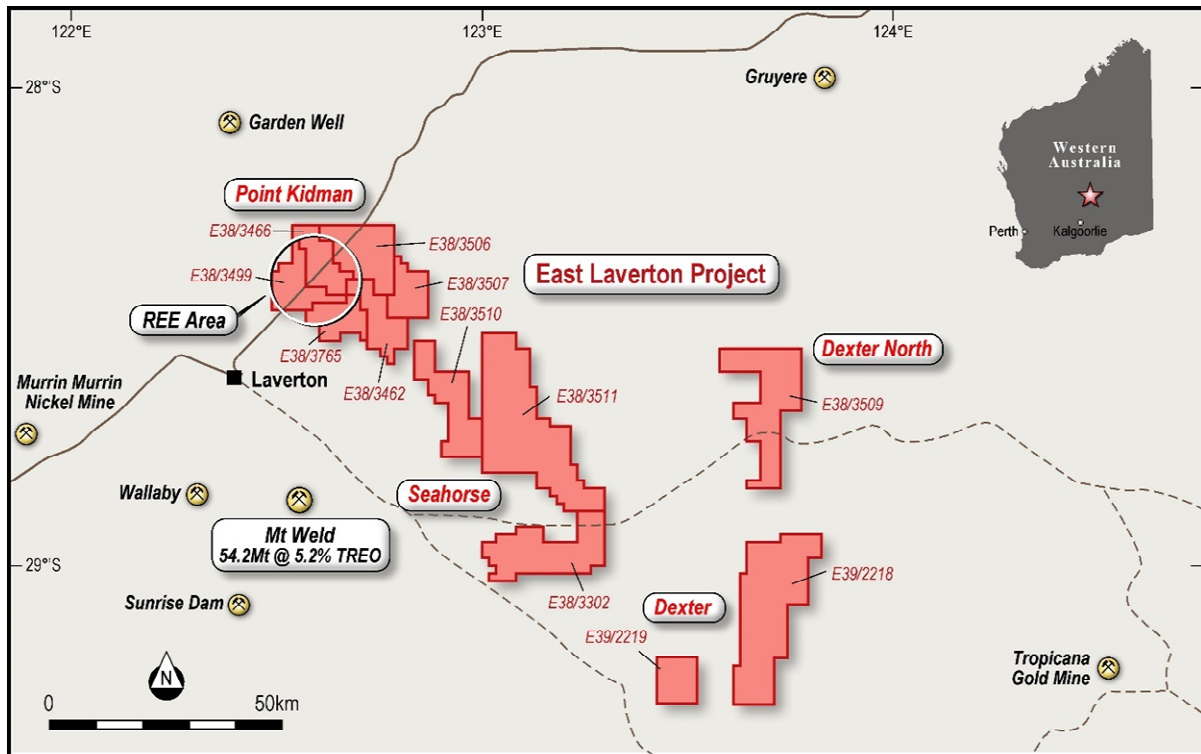 122°E
123°E
124°E
28°S
Gruyere
Garden Well
Western
Australia
Perth
Kalgoorlie
Point Kidman
E38/3466
E38/3506
E38/3499
E38/3507
East Laverton Project
REE Area
E38/3510
E38/3765
Dexter North
Laverton
E38/3462
E38/3511
E38/3509
Murrin Murrin
Nickel Mine
Wallaby
Seahorse
Mt Weld
54.2Mt @ 5.2% TREO
29°S
E39/2218
Sunrise Dam
E38/3302
Dexter
E39/2219
Tropicana
Gold Mine
N
0
50km